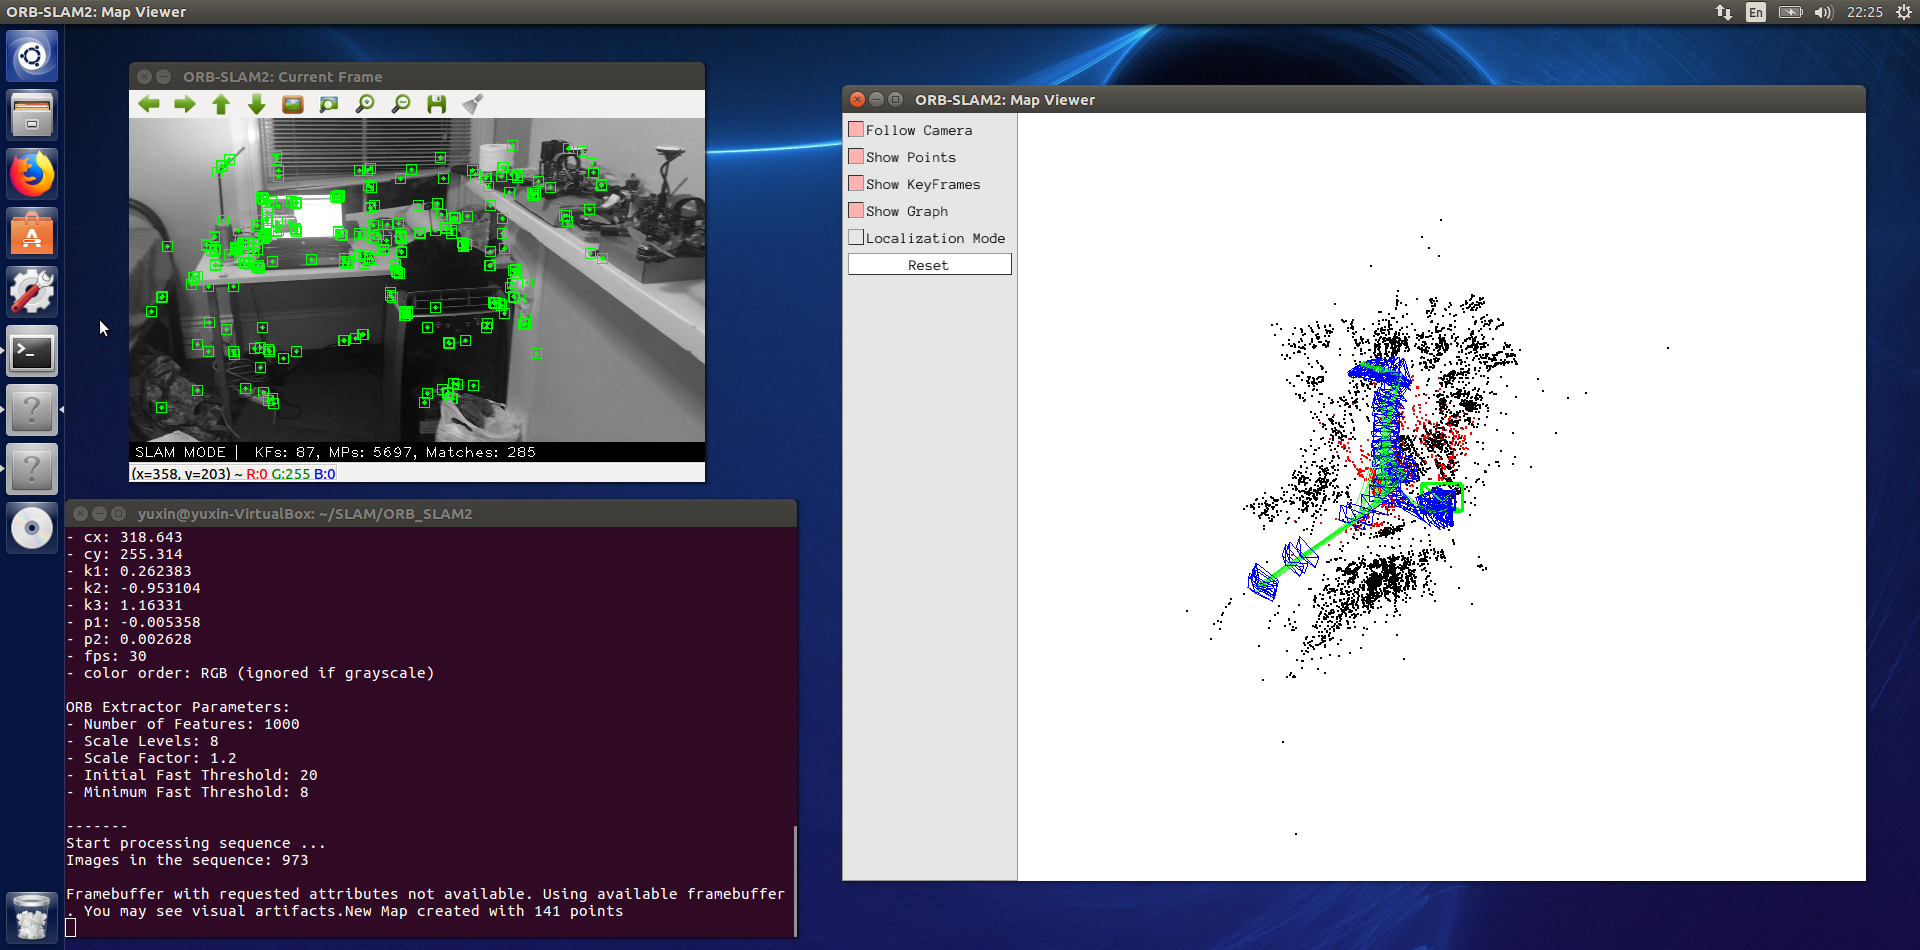 ORB-SLAM2: Map Viewer
En
22:25
ORB-SLAM2: Current Frame
SLAM MODE |  KFs: 87, MPs: 5697, Matches: 285
(x=358, y=203) ~ R:0 G:255 B:0
yuxin@yuxin-VirtualBox: ~/SLAM/ORB_SLAM2
- cx: 318.643
- cy: 255.314
- k1: 0.262383
- k2: -0.953104
- k3: 1.16331
- p1: -0.005358
- p2: 0.002628
- fps: 30
- color order: RGB (ignored if grayscale)
ORB Extractor Parameters:
- Number of Features: 1000
- Scale Levels: 8
- Scale Factor: 1.2
- Initial Fast Threshold: 20
- Minimum Fast Threshold: 8
-------
Start processing sequence ...
Images in the sequence: 973
Framebuffer with requested attributes not available. Using available framebuffer
. You may see visual artifacts.New Map created with 141 points
ORB-SLAM2: Map Viewer
Follow Camera
Show Points
Show KeyFrames
Show Graph
Localization Mode
Reset